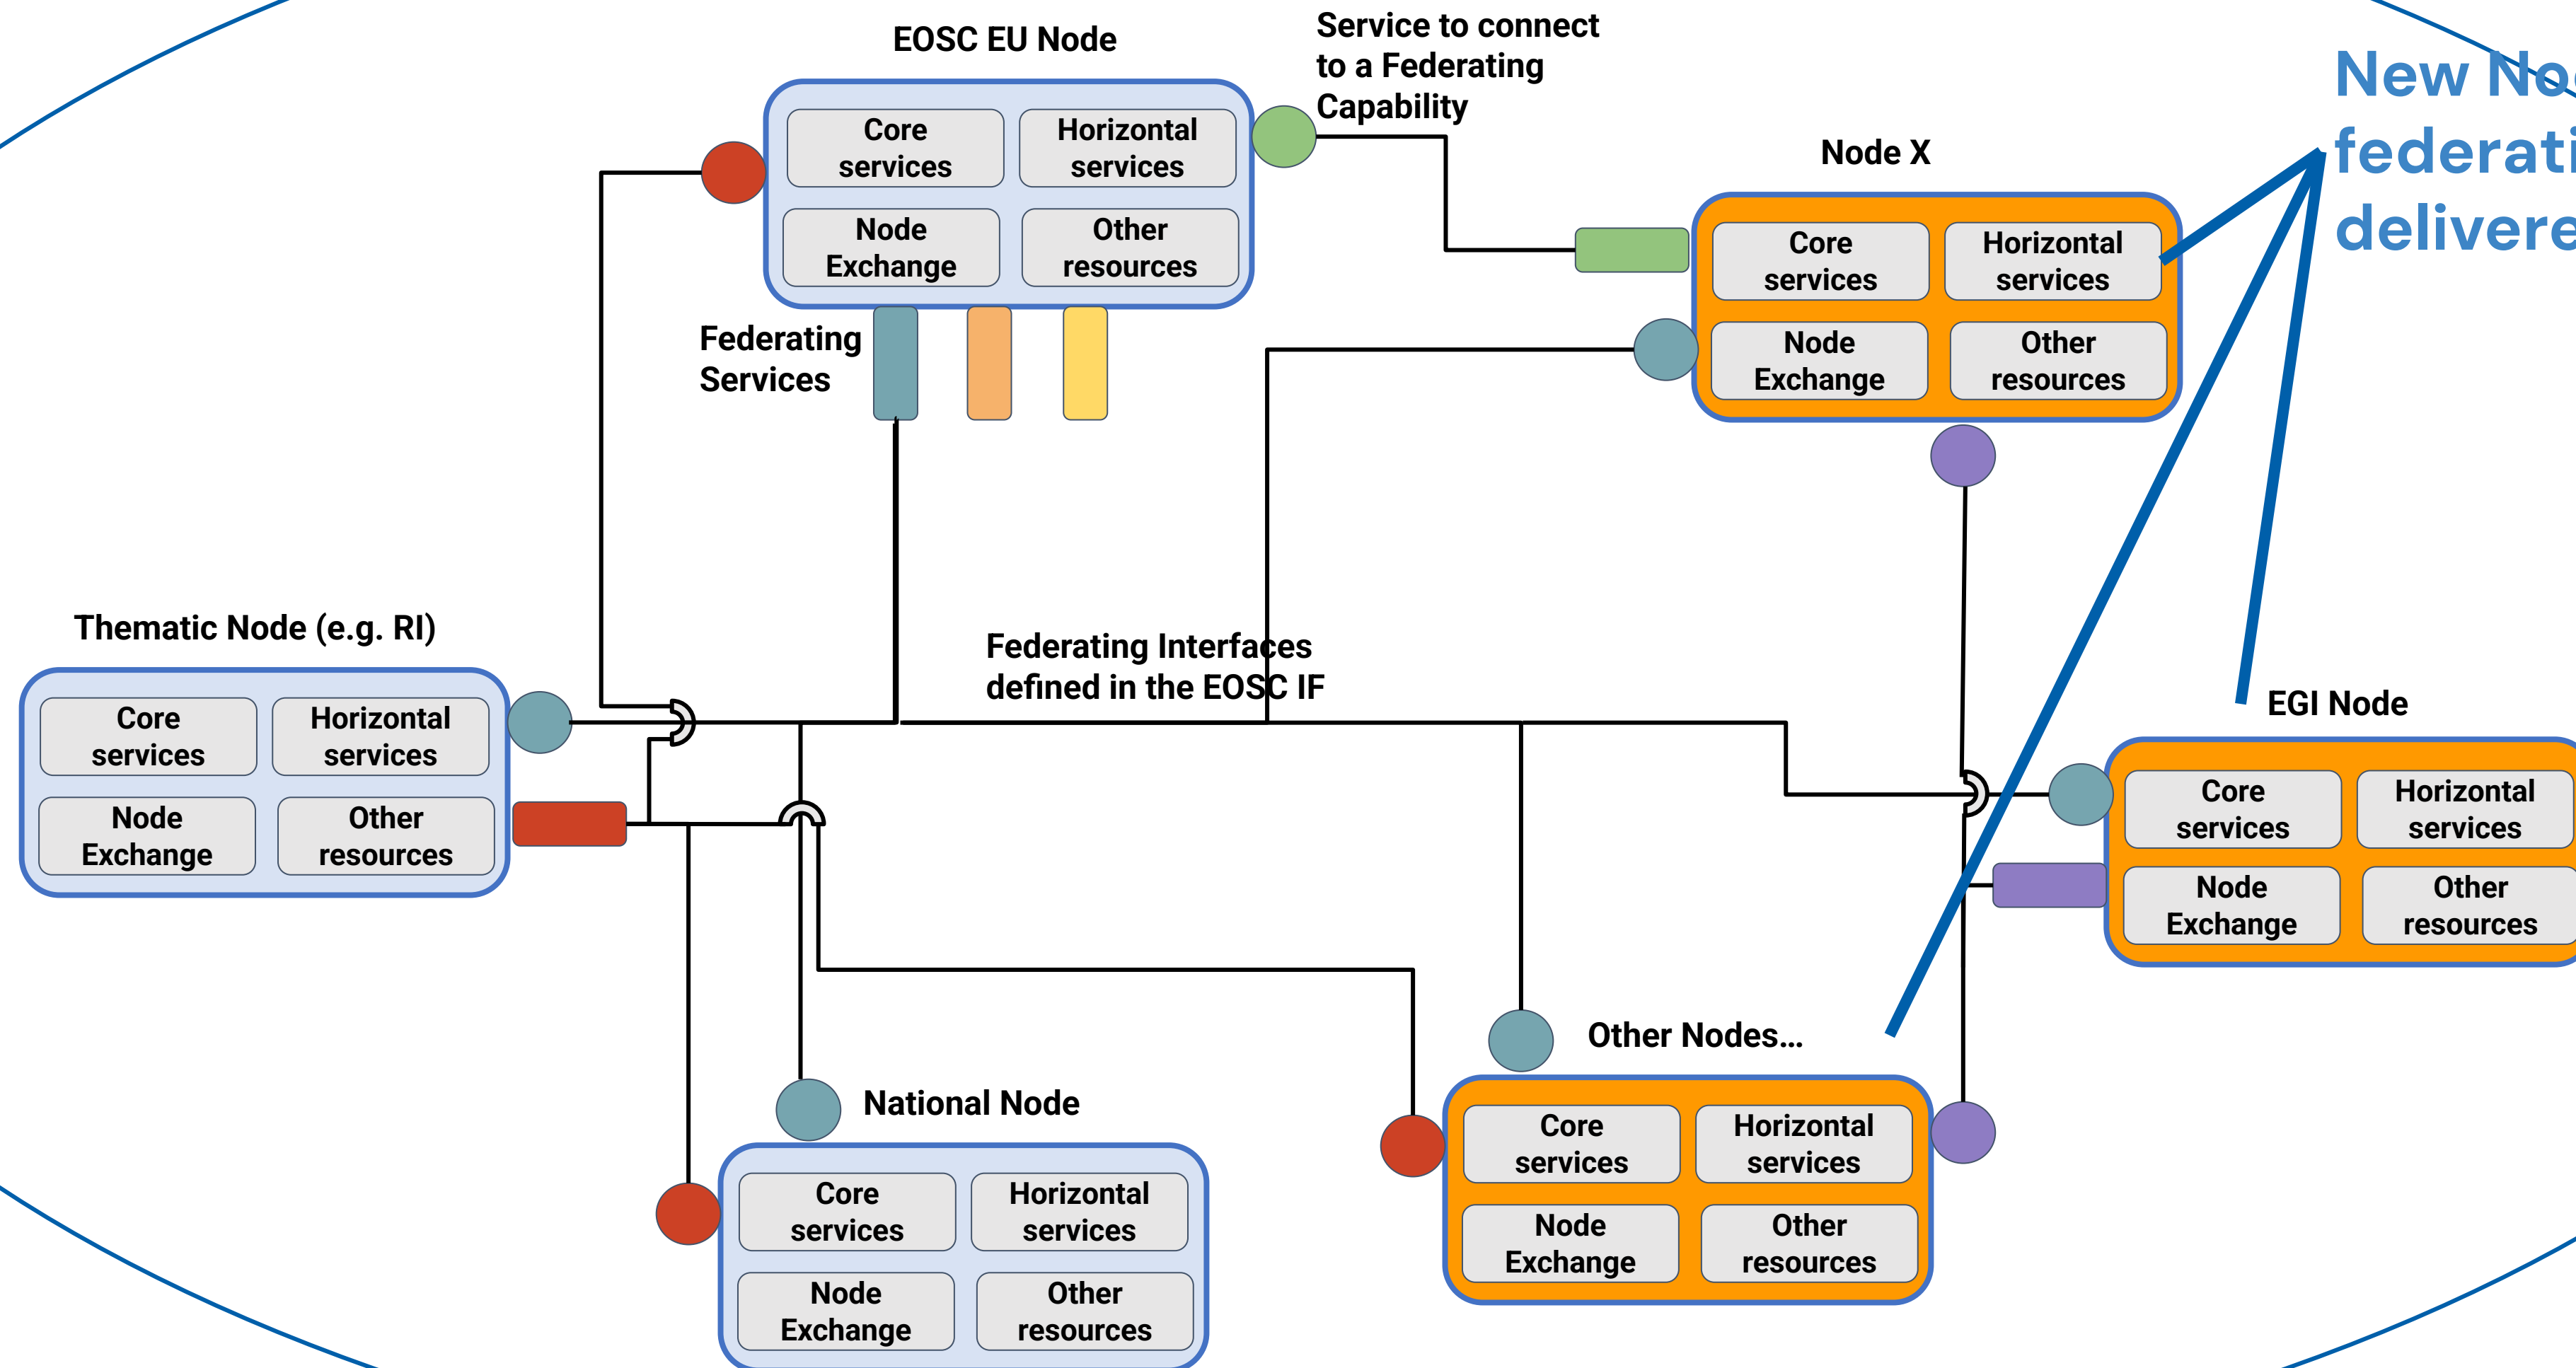 EOSC EU Node
Service to connect
to a Federating
Capability
Core
services
Horizontal
services
Node
Exchange
Other
resources
Federating
Services
Node X
Core
services
Horizontal
services
Node
Exchange
Other
resources
New
Thematic Node (e.g. RI)
Core
services
Horizontal
services
Node
Exchange
Other
resources
Federating Interfaces
defined in the EOSC IF
EGI Node
Core
services
Horizontal
services
Node
Exchange
Other
resources
National Node
Core
services
Horizontal
services
Node
Exchange
Other
resources
Other Nodes...
Core
services
Horizontal
services
Node
Exchange
Other
resources